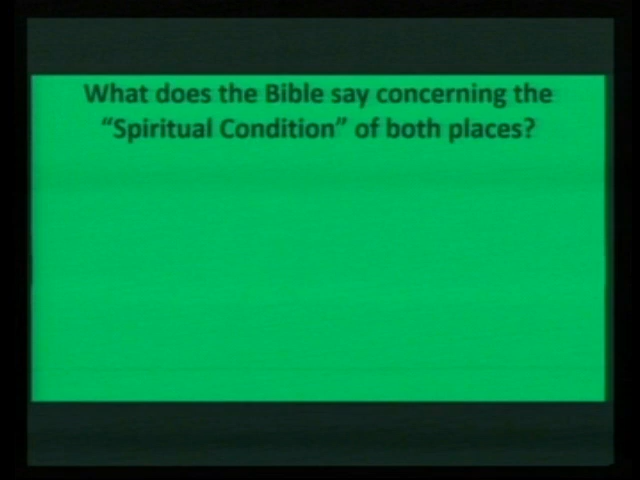 What does the Bible say concerning the
“Spiritual Condition” of both places?